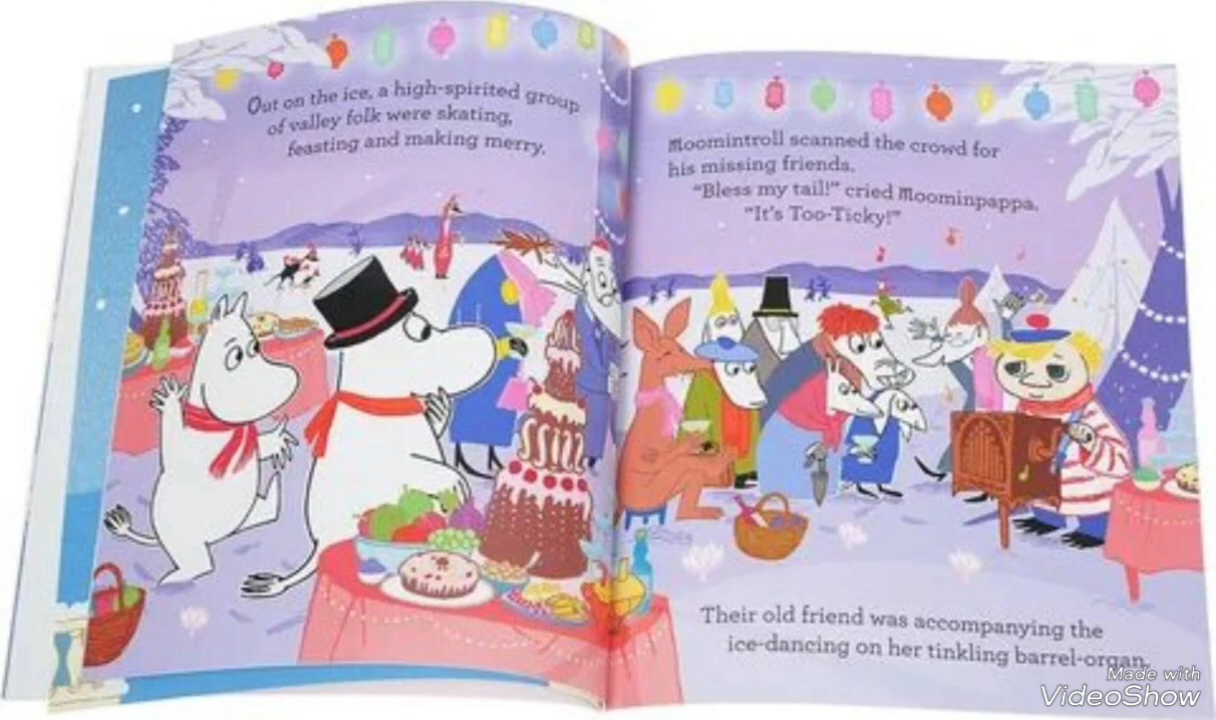 Out on the ice, a high-spirited group
of valley folk were skating,
feasting and making merry.
Moomintroll scanned the crowd for
his missing friends.
"Bless my tail!" cried Moominpappa.
"It's Too-Ticky!"
Their old friend was accompanying the
ice-dancing on her tinkling barrel-organ.
Made with
VideoShow